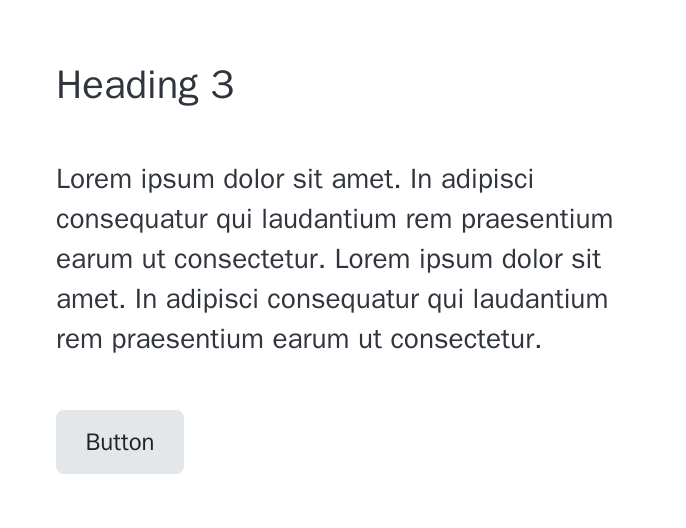 Heading 3
Lorem ipsum dolor sit amet. In adipisci
consequatur qui laudantium rem praesentium
earum ut consectetur. Lorem ipsum dolor sit
amet. In adipisci consequatur qui laudantium
rem praesentium earum ut consectetur.
Button